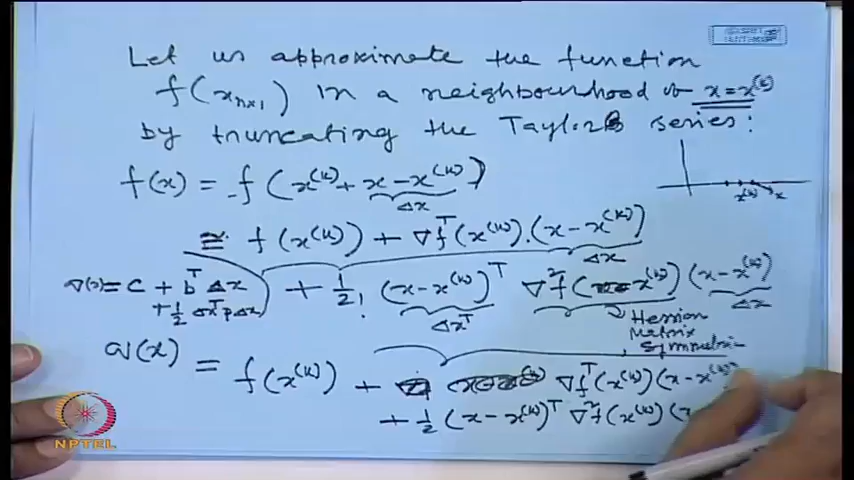 Let us approximate the function
f(x_{n×1}) in a neighbourhood of x = x^{(k)}
by truncating the Taylor's series:
f(x) = f(x^{(k)} + x - x^{(k)})
Δx
x^{(k)} x
≅ f(x^{(k)}) + ∇f^T(x^{(k)}).(x - x^{(k)})
Δx
q(x) = c + b^T Δx
+ 1/2 Δx^T P Δx
+ 1/2! (x - x^{(k)})^T ∇²f(x^{(k)}) (x - x^{(k)})
Δx^T Δx
Hessian
Matrix
Symmetric
q(x) = f(x^{(k)}) + ∇f^T(x^{(k)})(x - x^{(k)})
+ 1/2 (x - x^{(k)})^T ∇²f(x^{(k)}) (x
NPTEL